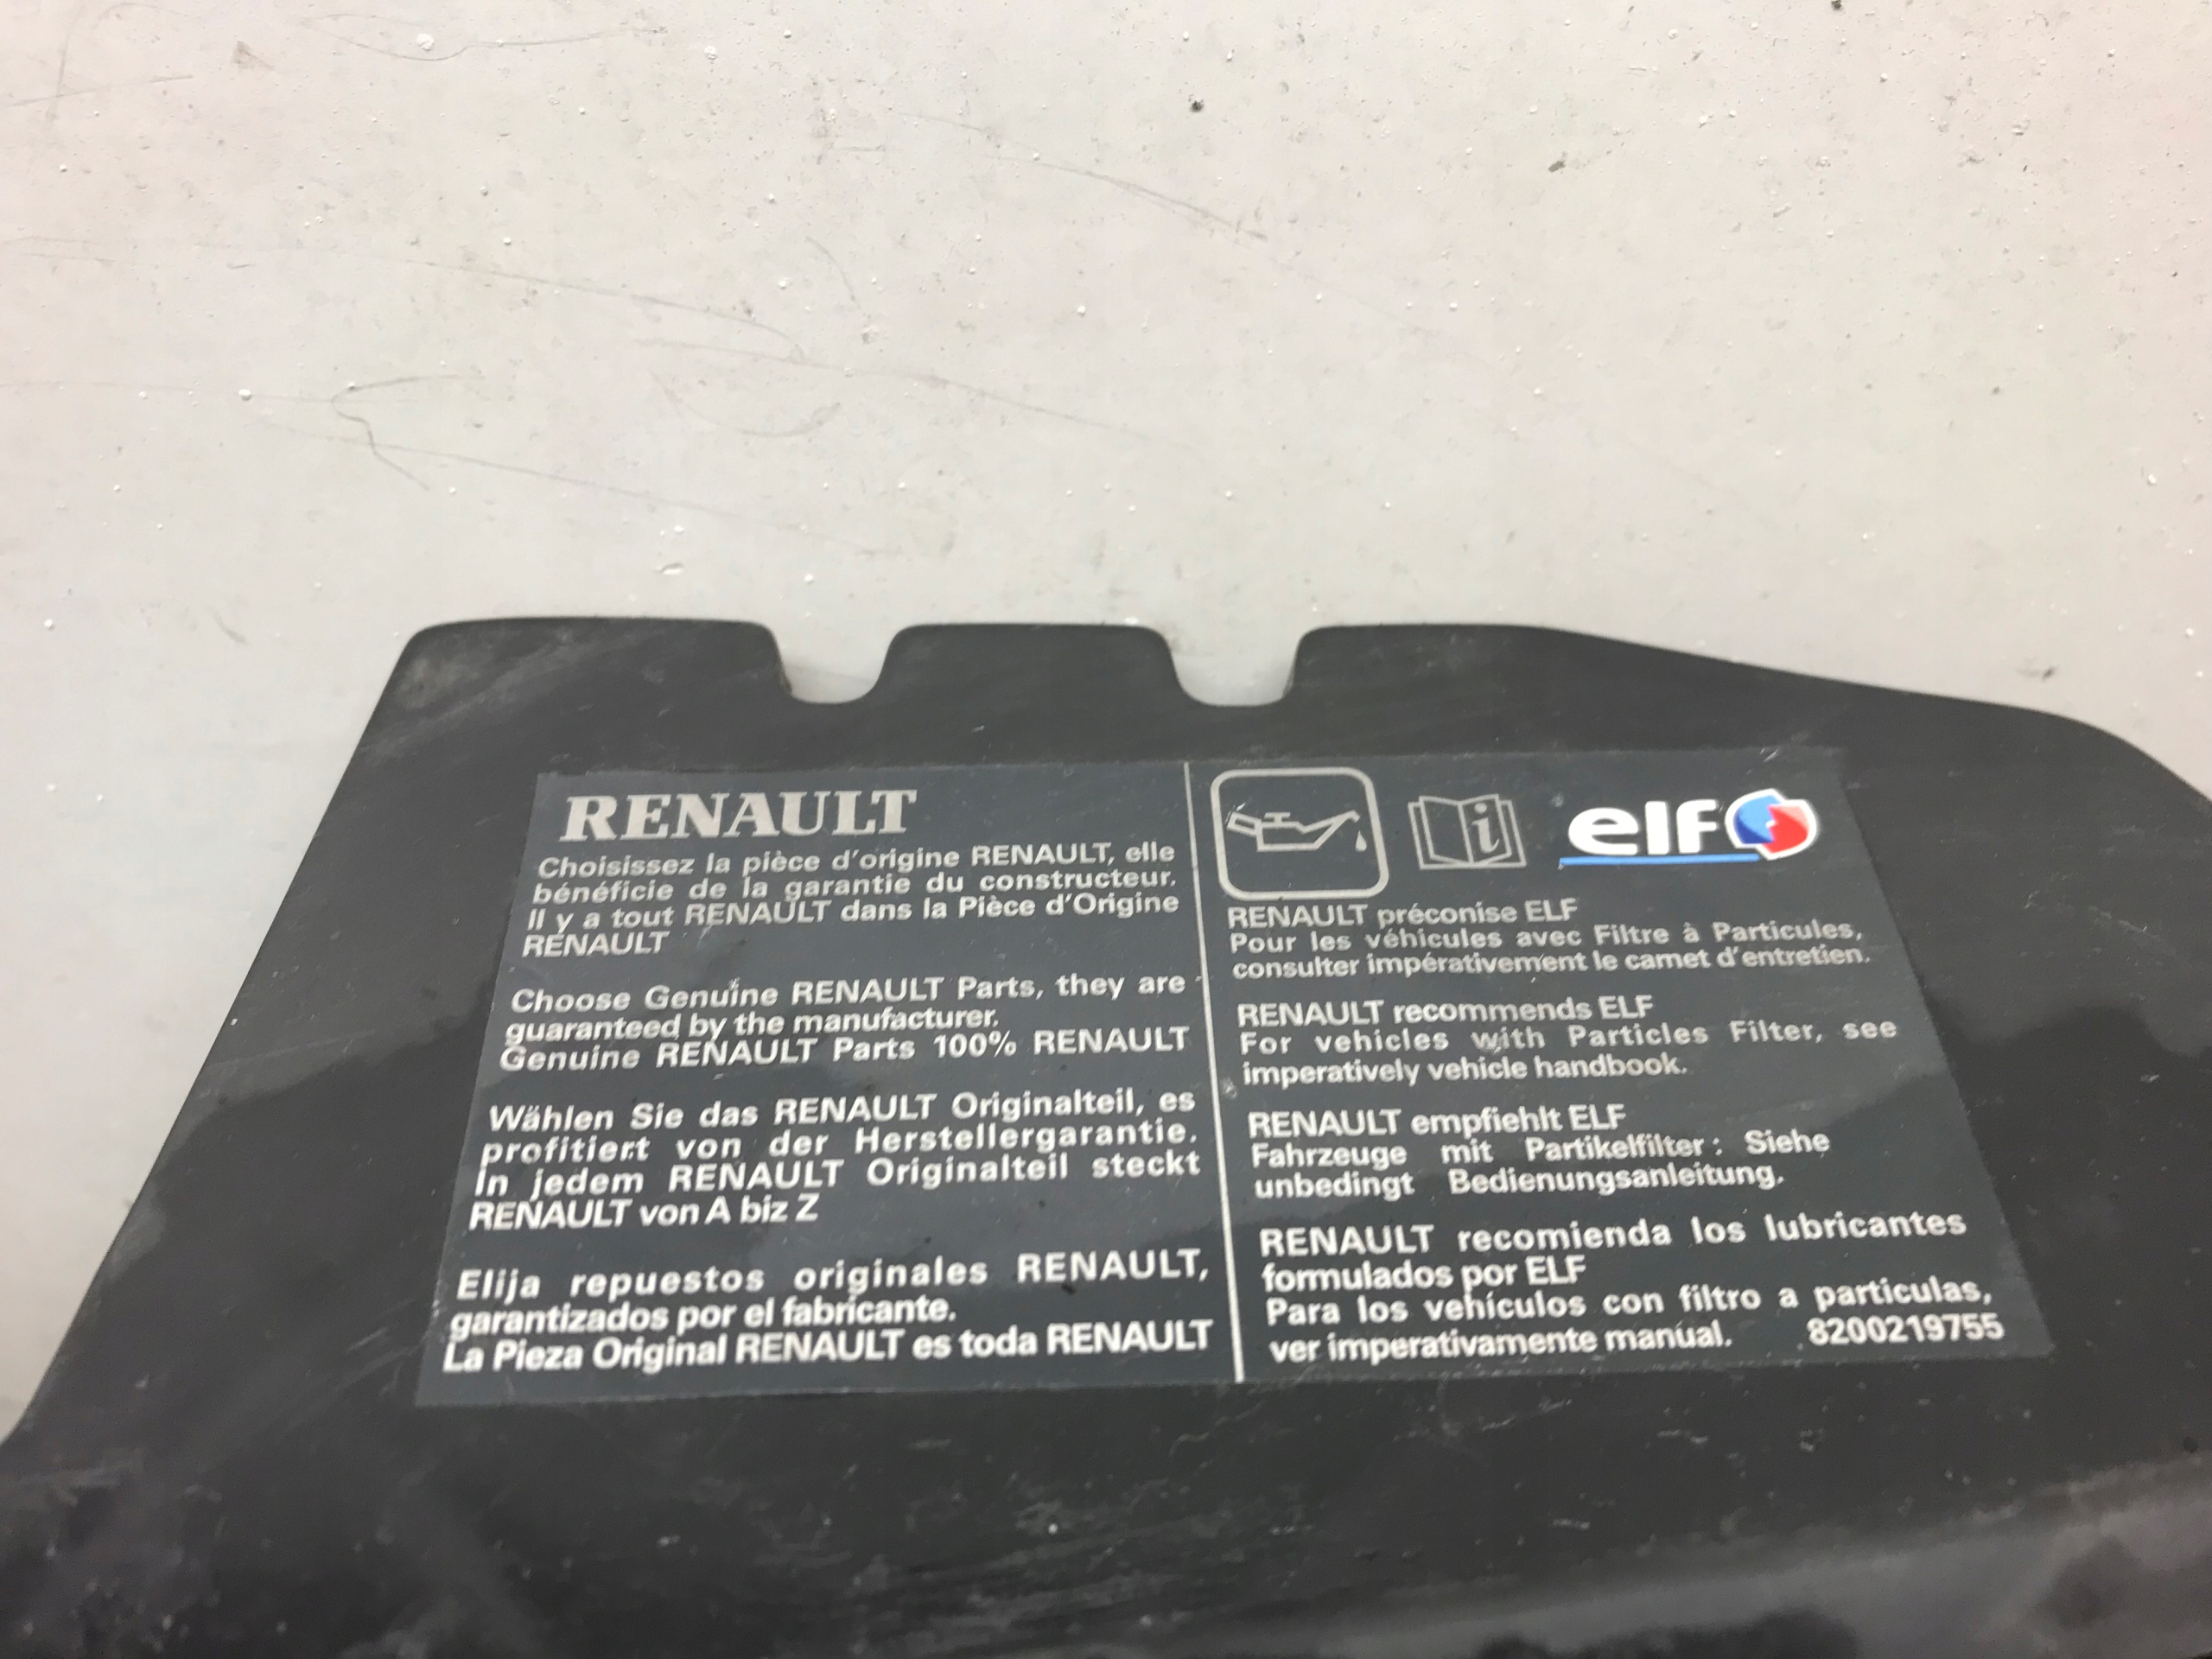 RENAULT
Choisissez la pièce d'origine RENAULT, elle
bénéficie de la garantie du constructeur.
Il y a tout RENAULT dans la Pièce d'Origine
RENAULT
Choose Genuine RENAULT Parts, they are
guaranteed by the manufacturer.
Genuine RENAULT Parts 100% RENAULT
Wählen Sie das RENAULT Originalteil, es
profitiert von der Herstellergarantie.
In jedem RENAULT Originalteil steckt
RENAULT von A biz Z
Elija repuestos originales RENAULT,
garantizados por el fabricante.
La Pieza Original RENAULT es toda RENAULT
i
elf
RENAULT préconise ELF
Pour les véhicules avec Filtre à Particules,
consulter impérativement le carnet d'entretien.
RENAULT recommends ELF
For vehicles with Particles Filter, see
imperatively vehicle handbook.
RENAULT empfiehlt ELF
Fahrzeuge mit Partikelfilter : Siehe
unbedingt Bedienungsanleitung.
RENAULT recomienda los lubricantes
formulados por ELF
Para los vehículos con filtro a particulas,
ver imperativamente manual. 8200219755